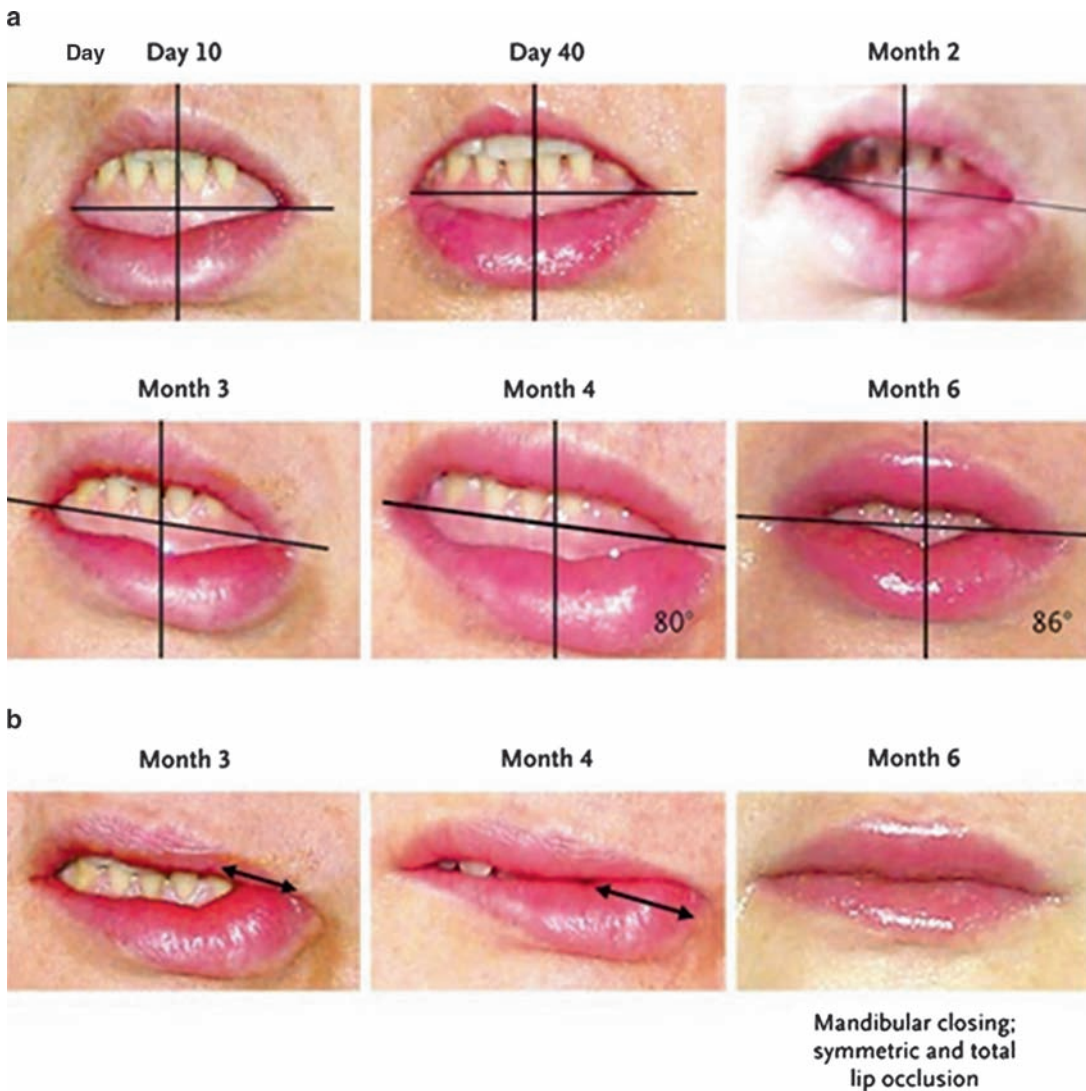 a
Day Day 10 Day 40 Month 2
Month 3 Month 4 Month 6
80° 86°
b
Month 3 Month 4 Month 6
Mandibular closing;
symmetric and total
lip occlusion